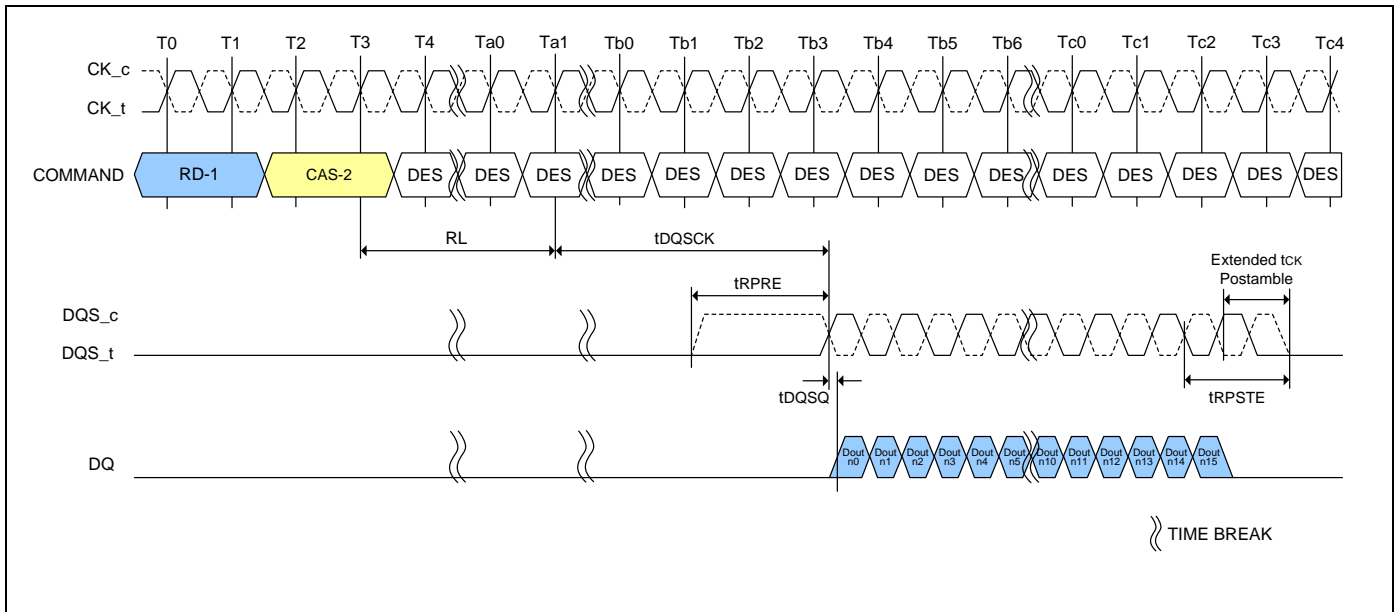 T0 T1 T2 T3 T4 Ta0 Ta1 Tb0 Tb1 Tb2 Tb3 Tb4 Tb5 Tb6 Tc0 Tc1 Tc2 Tc3 Tc4
CK_c
CK_t
COMMAND RD-1 CAS-2 DES DES DES DES DES DES DES DES DES DES DES DES DES DES DES
RL tDQSCK
Extended tCK
Postamble
tRPRE
DQS_c
DQS_t
tDQSQ tRPSTE
DQ
Dout n0 Dout n1 Dout n2 Dout n3 Dout n4 Dout n5 Dout n10 Dout n11 Dout n12 Dout n13 Dout n14 Dout n15
TIME BREAK